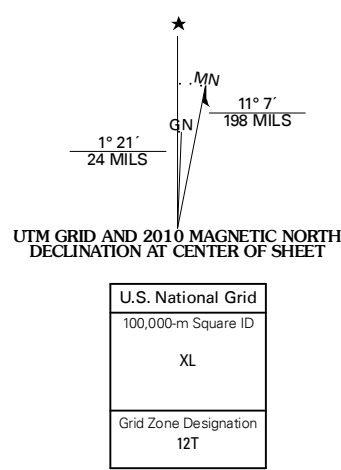 ★
MN
GN
11° 7´
198 MILS
1° 21´
24 MILS
UTM GRID AND 2010 MAGNETIC NORTH
DECLINATION AT CENTER OF SHEET
U.S. National Grid
100,000-m Square ID
XL
Grid Zone Designation
12T